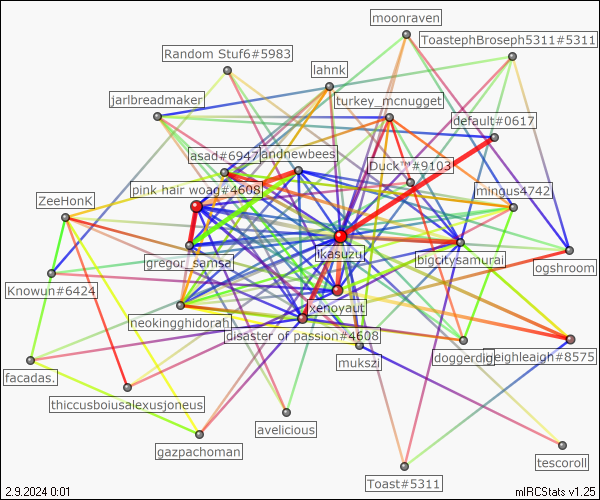 moonraven
ToastephBroseph5311#5311
Random Stuf6#5983
lahnk
jarlbreadmaker
turkey_mcnugget
default#0617
asad#6947
andnewbees
Duck™#9103
pink hair woag#4608
mingus4742
ZeeHonK
ikasuzu
gregor_samsa
bigcitysamurai
ogshroom
Knowun#6424
xenoyaut
neokingghidorah
disaster of passion#4608
mukszi
doggerdig
leighleagh#8575
facadas.
thiccusboiusalexusjoneus
avelicious
gazpachoman
tescoroll
Toast#5311
2.9.2024 0:01
mIRCStats v1.25